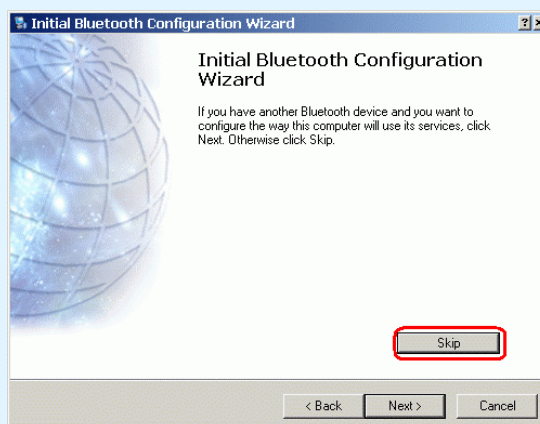 Initial Bluetooth Configuration Wizard
Initial Bluetooth Configuration
Wizard
If you have another Bluetooth device and you want to
configure the way this computer will use its services, click
Next. Otherwise click Skip.
Skip
< Back Next > Cancel